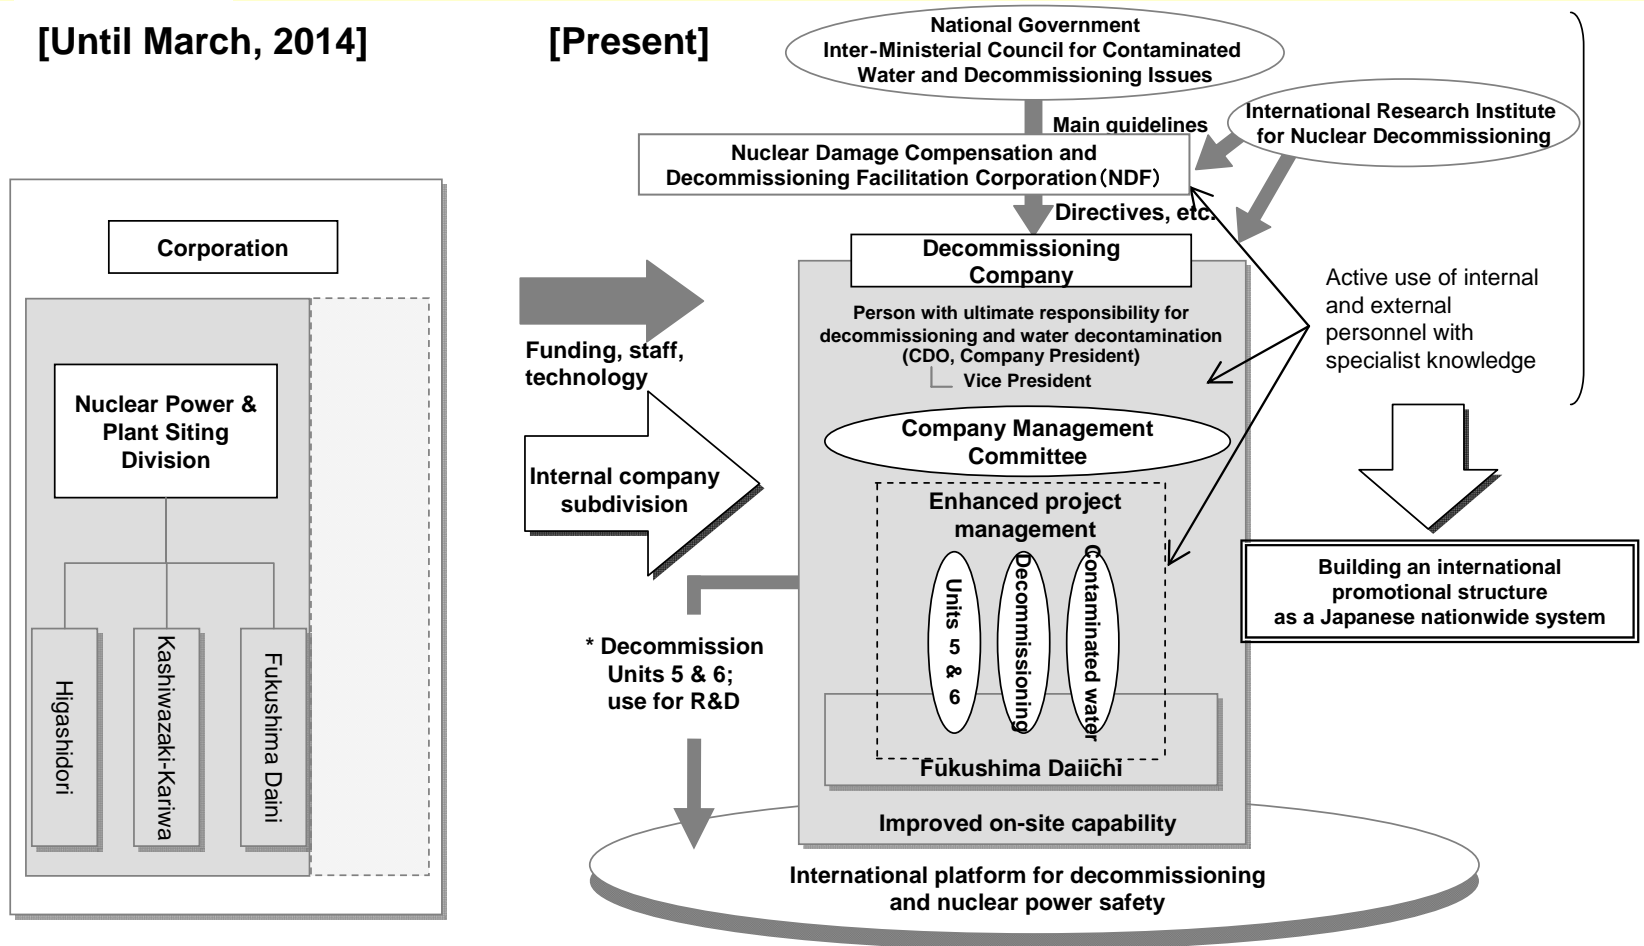 [Until March, 2014]
Corporation
Nuclear Power &
Plant Siting
Division
Higashidori
Kashiwazaki-Kariwa
Fukushima Daini
[Present]
National Government
Inter-Ministerial Council for Contaminated
Water and Decommissioning Issues
International Research Institute
for Nuclear Decommissioning
Main guidelines
Nuclear Damage Compensation and
Decommissioning Facilitation Corporation(NDF)
Directives, etc.
Decommissioning
Company
Person with ultimate responsibility for
decommissioning and water decontamination
(CDO, Company President)
Vice President
Funding, staff,
technology
Internal company
subdivision
Company Management
Committee
Enhanced project
management
Units 5 & 6
Decommissioning
Contaminated water
Fukushima Daiichi
Improved on-site capability
* Decommission
Units 5 & 6;
use for R&D
International platform for decommissioning
and nuclear power safety
Active use of internal
and external
personnel with
specialist knowledge
Building an international
promotional structure
as a Japanese nationwide system